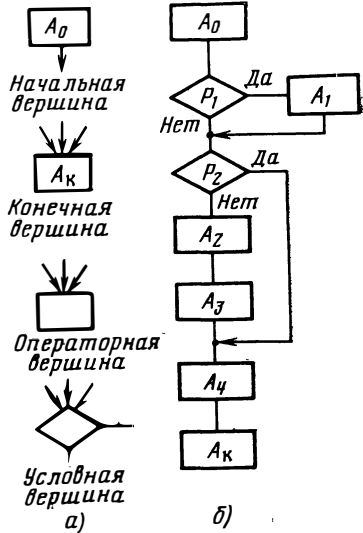 A₀
Начальная
вершина
Aк
Конечная
вершина
Операторная
вершина
Условная
вершина
а)
A₀
P₁
Да
A₁
Нет
P₂
Да
Нет
A₂
A₃
A₄
Aк
б)